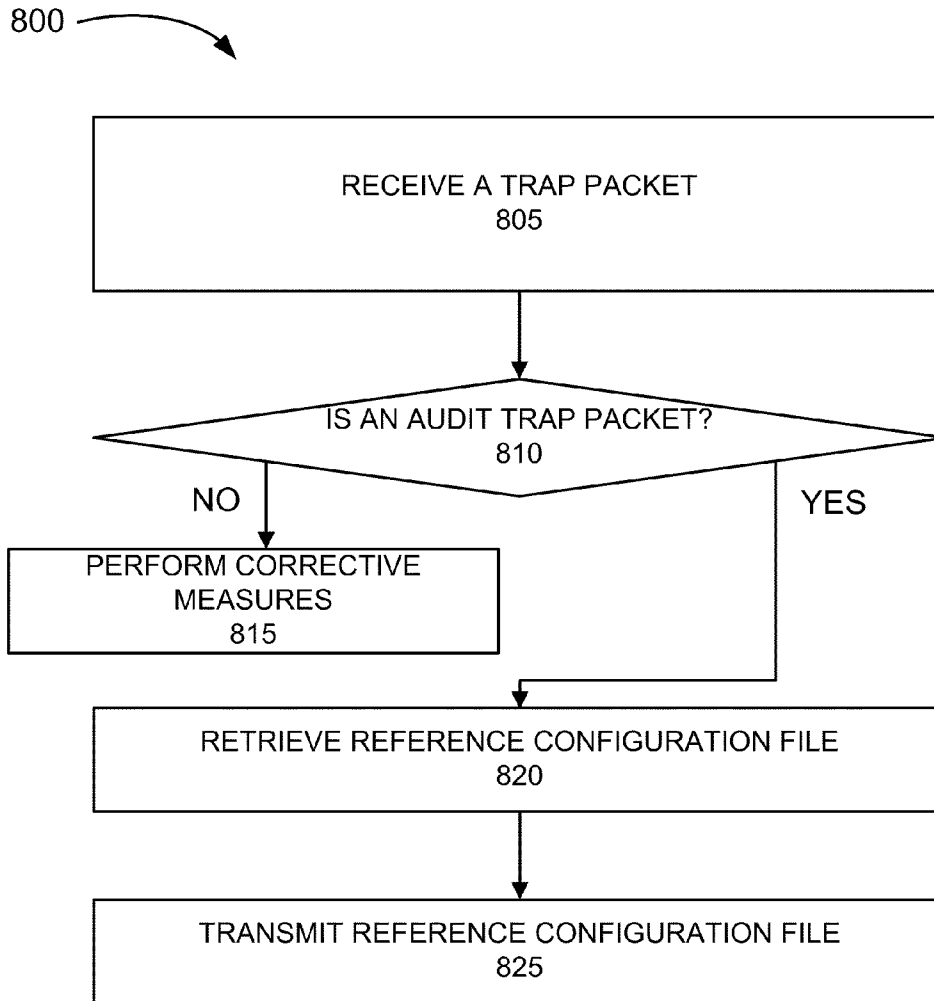 800
RECEIVE A TRAP PACKET
805
IS AN AUDIT TRAP PACKET?
810
NO
YES
PERFORM CORRECTIVE
MEASURES
815
RETRIEVE REFERENCE CONFIGURATION FILE
820
TRANSMIT REFERENCE CONFIGURATION FILE
825